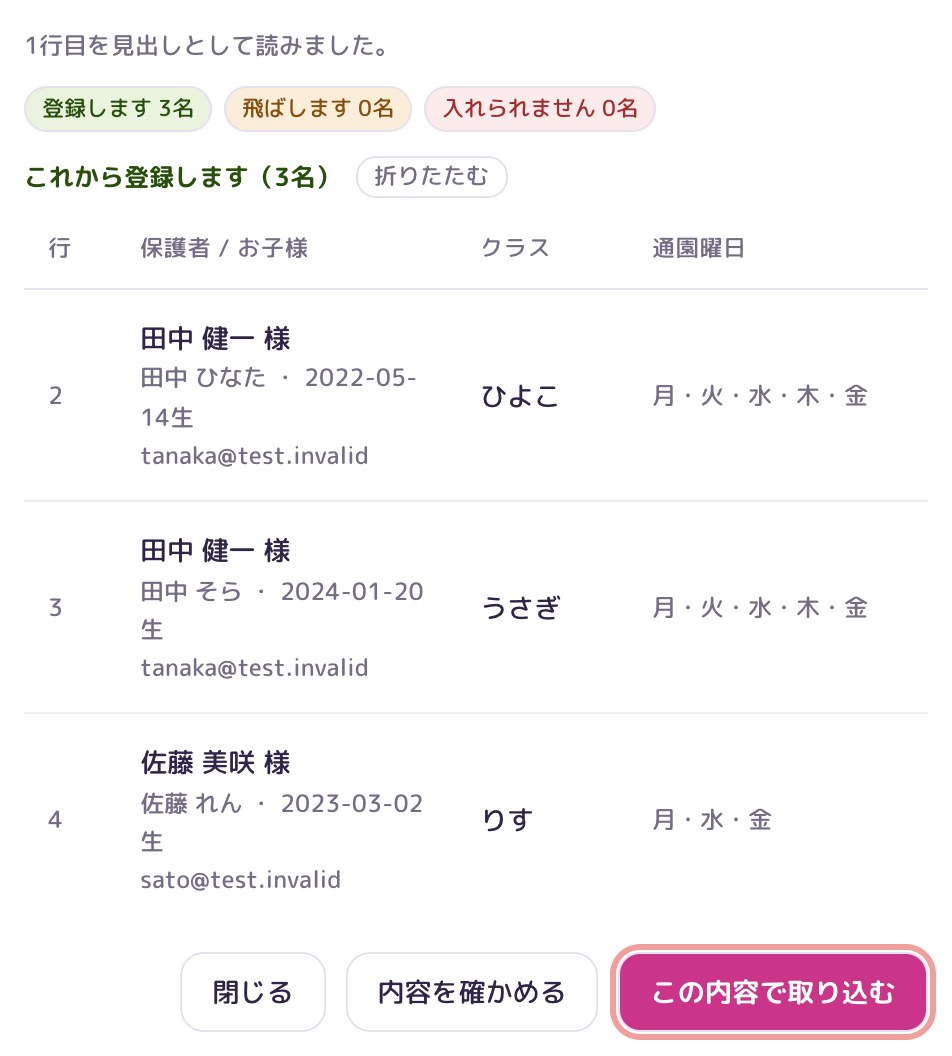 1行目を見出しとして読みました。
登録します 3名 飛ばします 0名 入れられません 0名
これから登録します（3名） 折りたたむ
行 保護者 / お子様 クラス 通園曜日
田中 健一 様
田中 ひなた ・ 2022-05-
2 ひよこ 月・火・水・木・金
14生
tanaka@test.invalid
田中 健一 様
田中 そら ・ 2024-01-20
3 うさぎ 月・火・水・木・金
生
tanaka@test.invalid
佐藤 美咲 様
佐藤 れん ・ 2023-03-02
4 りす 月・水・金
生
sato@test.invalid
閉じる 内容を確かめる この内容で取り込む